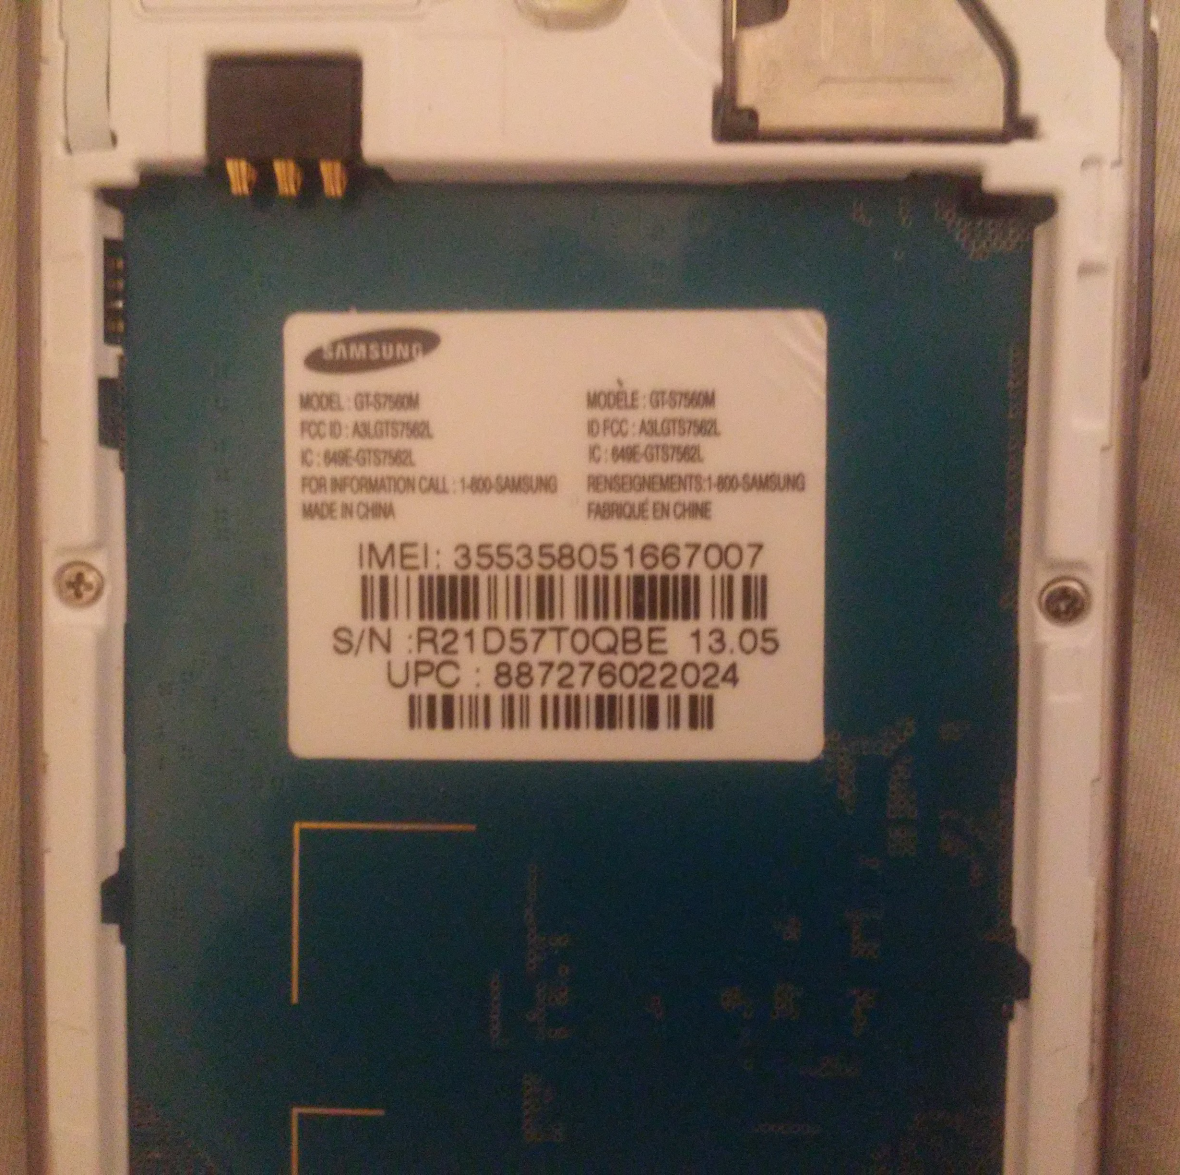 SAMSUNG
MODEL : GT-S7560M
FCC ID : A3LGTS7562L
IC : 649E-GTS7562L
FOR INFORMATION CALL : 1-800-SAMSUNG
MADE IN CHINA
MODÈLE : GT-S7560M
ID FCC : A3LGTS7562L
IC : 649E-GTS7562L
RENSEIGNEMENTS:1-800-SAMSUNG
FABRIQUÉ EN CHINE
IMEI: 355358051667007
S/N :R21D57T0QBE 13.05
UPC : 887276022024